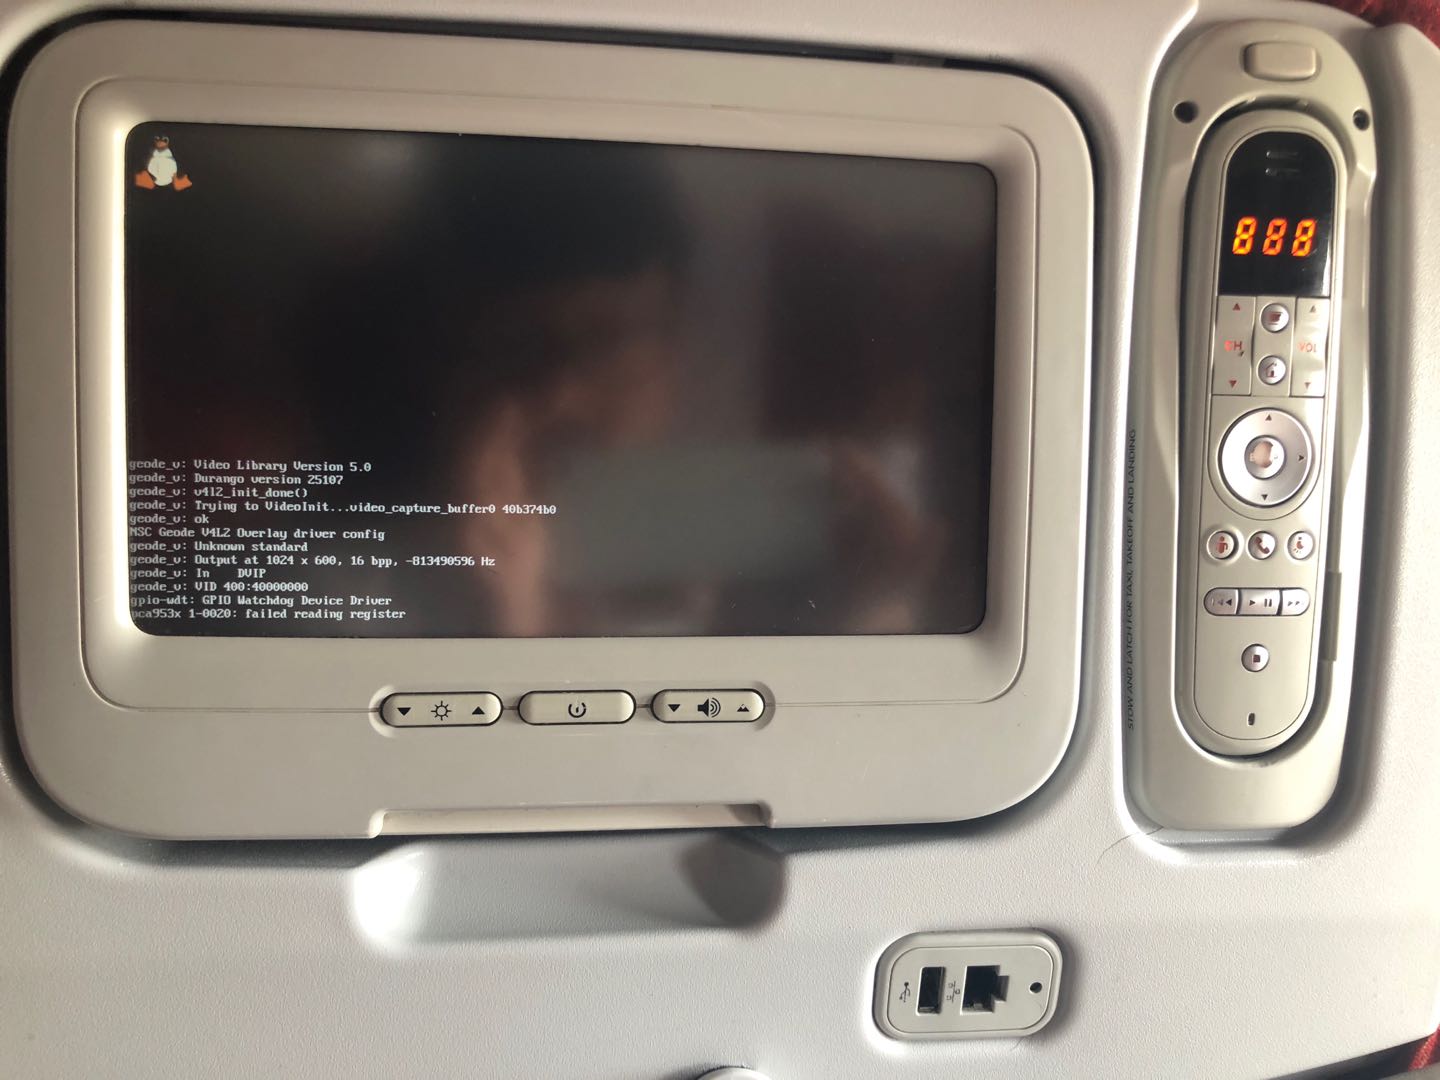 geode_v: Video Library Version 5.0
geode_v: Durango version 25107
geode_v: v4l2_init_done()
geode_v: Trying to VideoInit...video_capture_buffer0 40b374b0
geode_v: ok
NSC Geode V4L2 Overlay driver config
geode_v: Unknown standard
geode_v: Output at 1024 x 600, 16 bpp, -813490596 Hz
geode_v: In    DVIP
geode_v: VID 400:40000000
gpio-wdt: GPIO Watchdog Device Driver
pca953x 1-0020: failed reading register
888
CH
VOL
STOW AND LATCH FOR TAXI, TAKEOFF AND LANDING